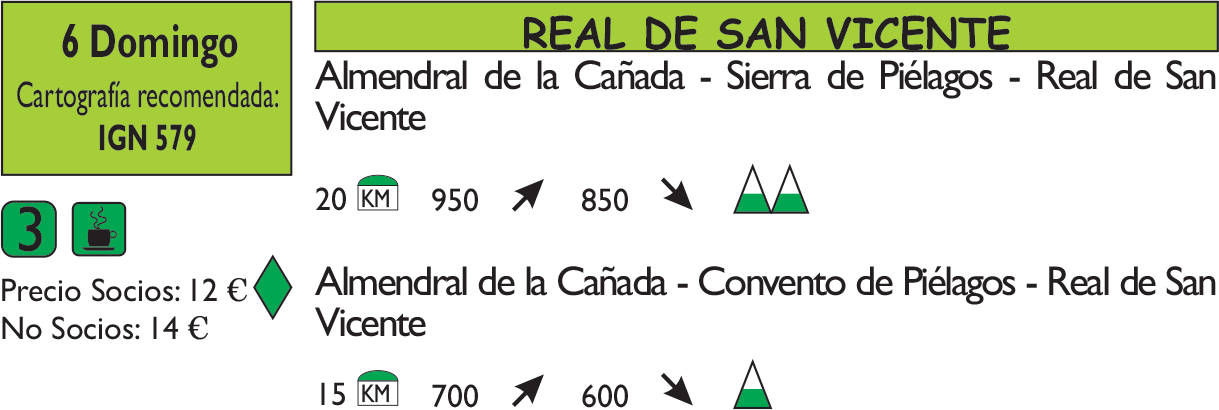 6 Domingo
Cartografía recomendada:
IGN 579
3
Precio Socios: 12 €
No Socios: 14 €
REAL DE SAN VICENTE
Almendral de la Cañada - Sierra de Piélagos - Real de San
Vicente
20 KM 950 850
Almendral de la Cañada - Convento de Piélagos - Real de San
Vicente
15 KM 700 600